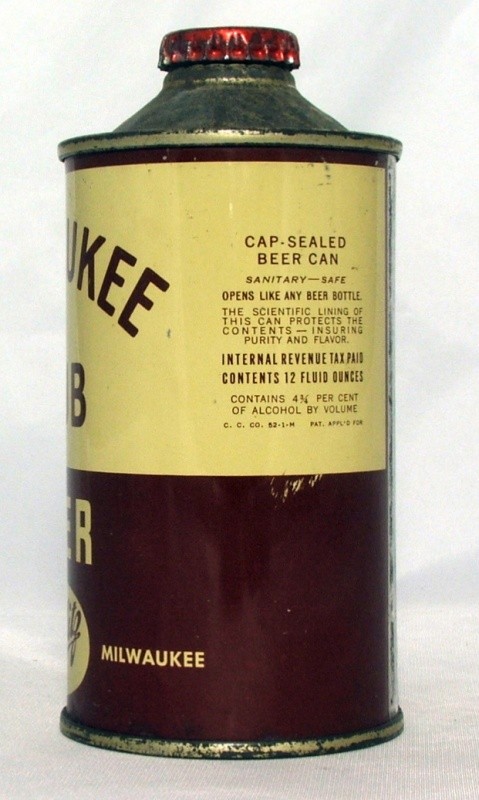 UKEE
B
ER
MILWAUKEE
CAP-SEALED
BEER CAN
SANITARY—SAFE
OPENS LIKE ANY BEER BOTTLE.
THE SCIENTIFIC LINING OF
THIS CAN PROTECTS THE
CONTENTS — INSURING
PURITY AND FLAVOR.
INTERNAL REVENUE TAX PAID
CONTENTS 12 FLUID OUNCES
CONTAINS 4¾ PER CENT
OF ALCOHOL BY VOLUME
C. C. CO. 52-1-M PAT. APPL'D FOR